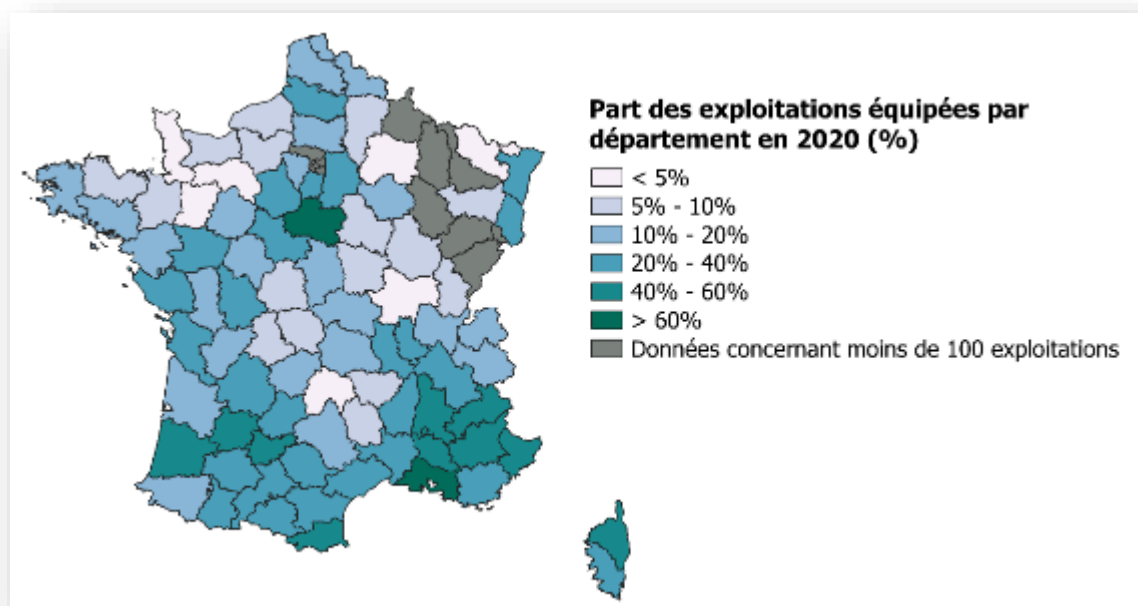 Part des exploitations équipées par
département en 2020 (%)
< 5%
5% - 10%
10% - 20%
20% - 40%
40% - 60%
> 60%
Données concernant moins de 100 exploitations